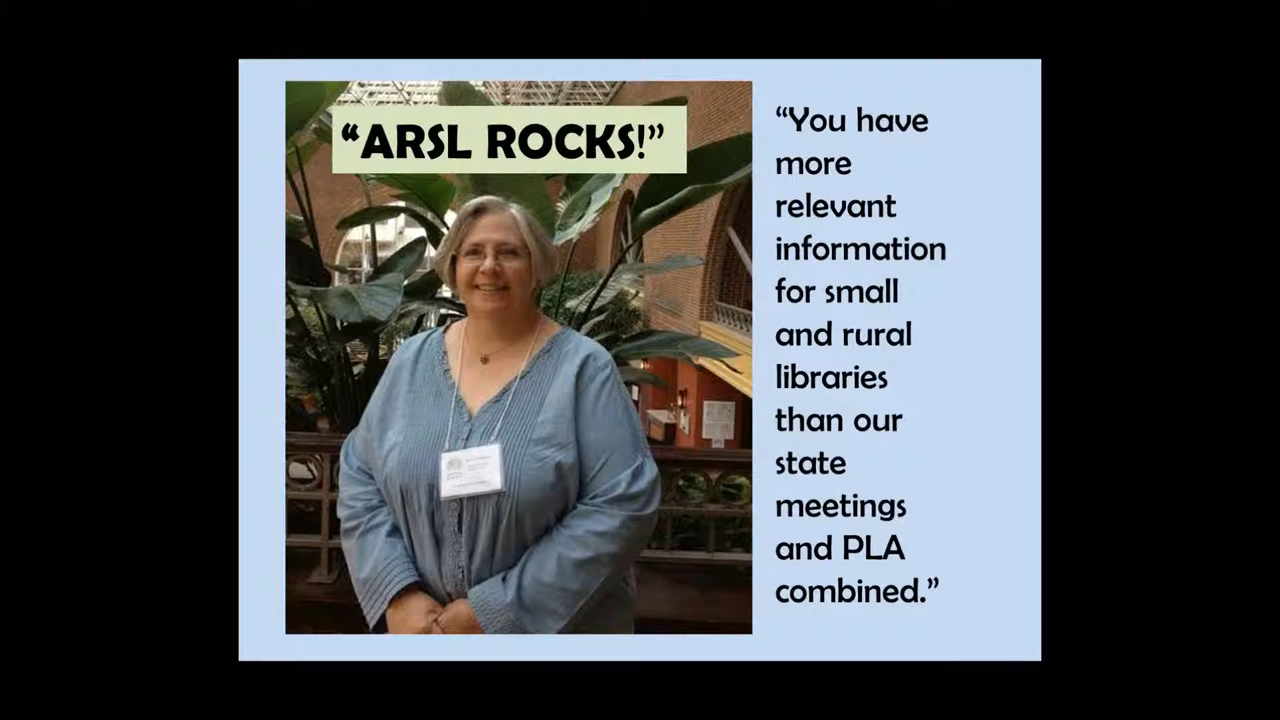 “ARSL ROCKS!”
“You have
more
relevant
information
for small
and rural
libraries
than our
state
meetings
and PLA
combined.”